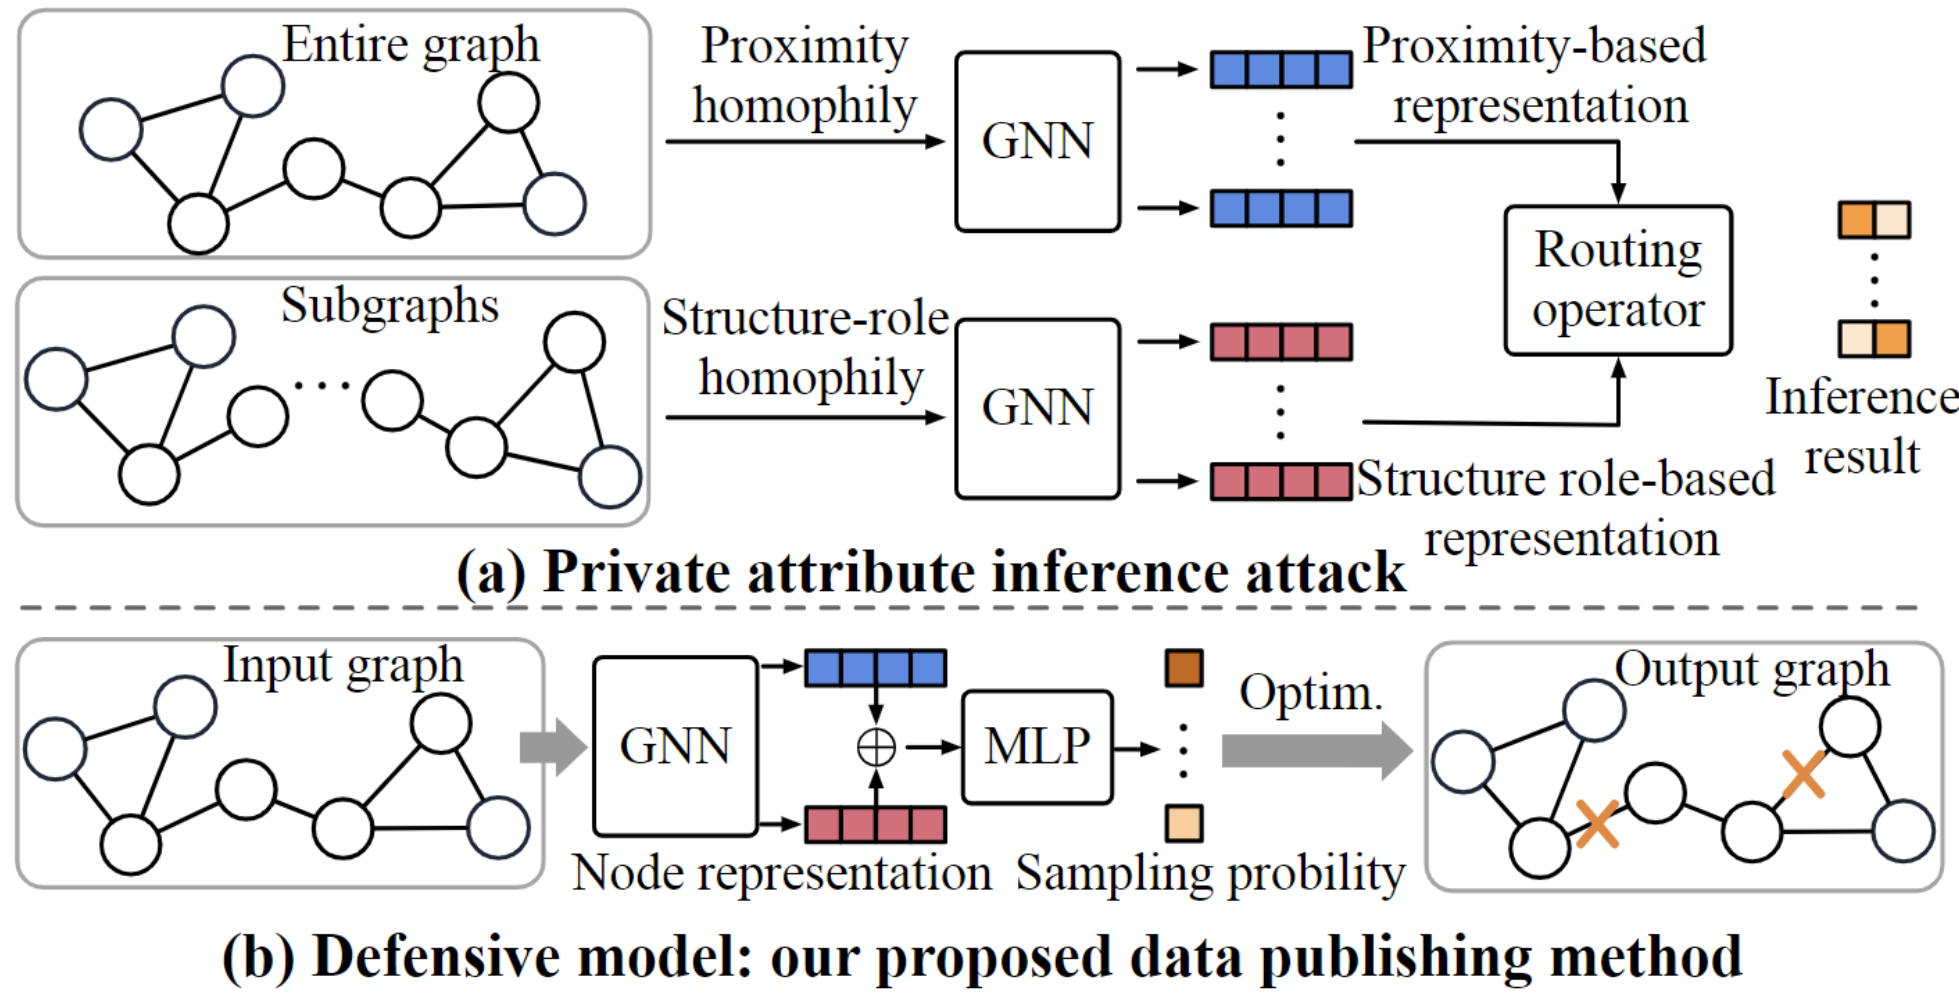 Entire graph
Proximity
homophily
GNN
Proximity-based
representation
Routing
operator
Subgraphs
Structure-role
homophily
GNN
Structure role-based
representation
Inference
result
(a) Private attribute inference attack
Input graph
GNN
Node representation
MLP
Sampling probility
Optim.
Output graph
(b) Defensive model: our proposed data publishing method